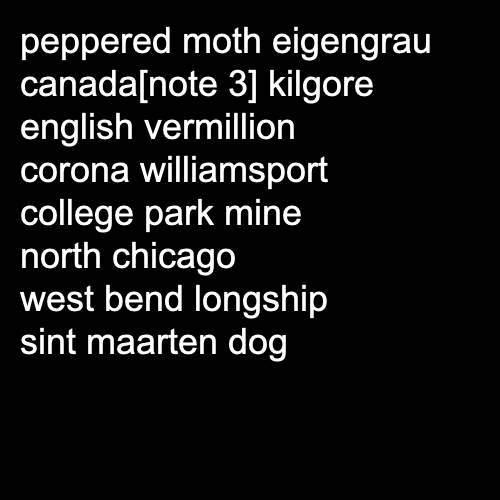 peppered moth eigengrau
canada[note 3] kilgore
english vermillion
corona williamsport
college park mine
north chicago
west bend longship
sint maarten dog